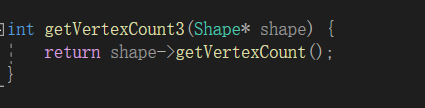 int getVertexCount3(Shape* shape) {
return shape->getVertexCount();
}